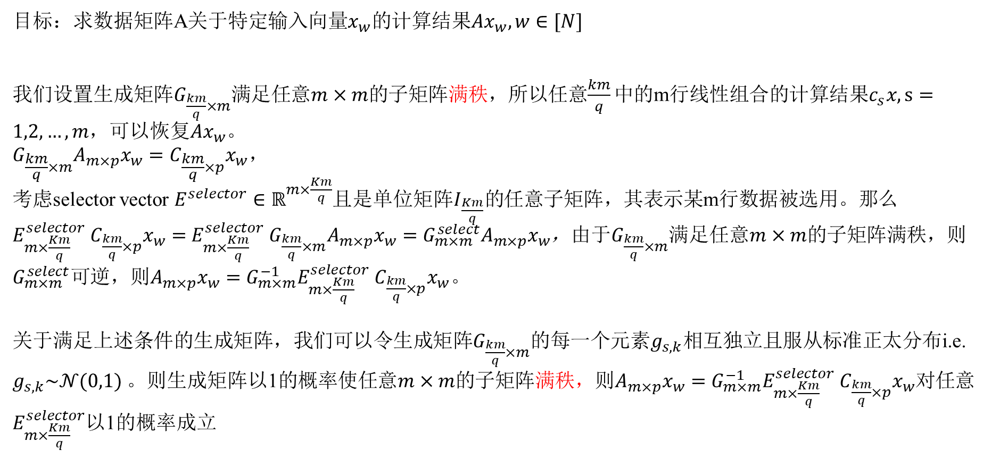 目标：求数据矩阵A关于特定输入向量$x_w$的计算结果$Ax_w, w \in [N]$
我们设置生成矩阵$G_{\frac{km}{q} \times m}$满足任意$m \times m$的子矩阵满秩，所以任意$\frac{km}{q}$中的m行线性组合的计算结果$c_s x, \mathrm{s} =$
$1,2, \dots, m$，可以恢复$Ax_w$。
$G_{\frac{km}{q} \times m} A_{m \times p} x_w = C_{\frac{km}{q} \times p} x_w$，
考虑selector vector $E^{selector} \in \mathbb{R}^{m \times \frac{Km}{q}}$且是单位矩阵$I_{\frac{Km}{q}}$的任意子矩阵，其表示某m行数据被选用。那么
$E^{selector}_{m \times \frac{Km}{q}} C_{\frac{km}{q} \times p} x_w = E^{selector}_{m \times \frac{Km}{q}} G_{\frac{km}{q} \times m} A_{m \times p} x_w = G^{select}_{m \times m} A_{m \times p} x_w$，由于$G_{\frac{km}{q} \times m}$满足任意$m \times m$的子矩阵满秩，则
$G^{select}_{m \times m}$可逆，则$A_{m \times p} x_w = G^{-1}_{m \times m} E^{selector}_{m \times \frac{Km}{q}} C_{\frac{km}{q} \times p} x_w$。
关于满足上述条件的生成矩阵，我们可以令生成矩阵$G_{\frac{km}{q} \times m}$的每一个元素$g_{s,k}$相互独立且服从标准正太分布i.e.
$g_{s,k} \sim \mathcal{N}(0,1)$ 。则生成矩阵以1的概率使任意$m \times m$的子矩阵满秩，则$A_{m \times p} x_w = G^{-1}_{m \times m} E^{selector}_{m \times \frac{Km}{q}} C_{\frac{km}{q} \times p} x_w$对任意
$E^{selector}_{m \times \frac{Km}{q}}$以1的概率成立